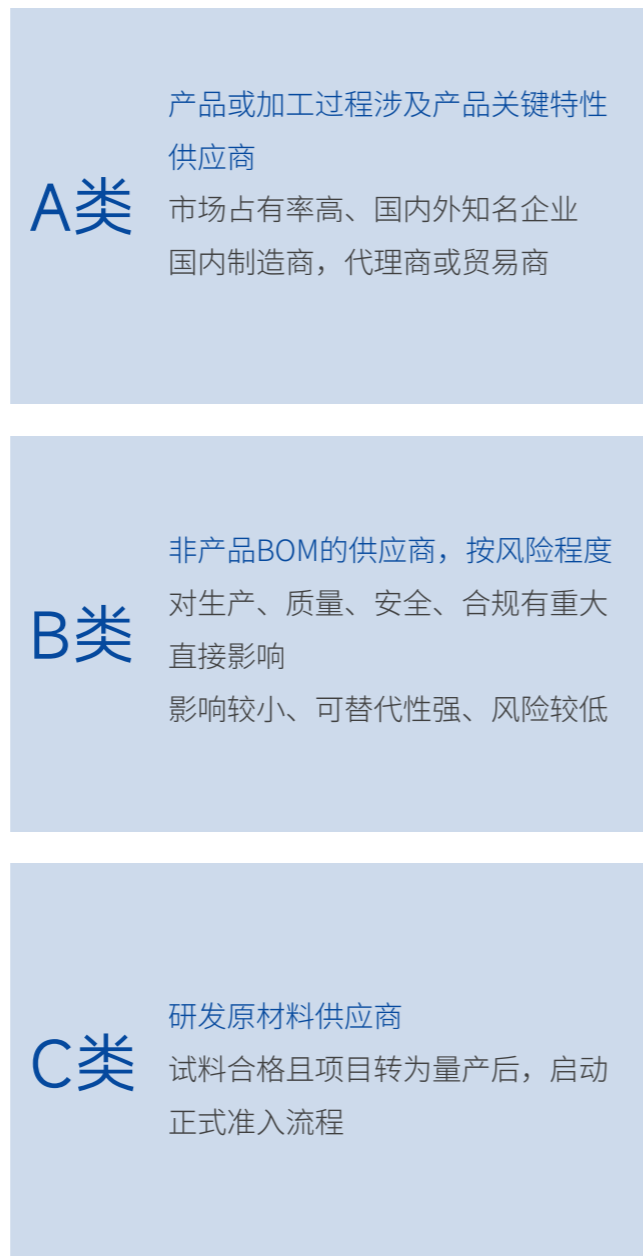 A类
产品或加工过程涉及产品关键特性
供应商
市场占有率高、国内外知名企业
国内制造商，代理商或贸易商
B类
非产品BOM的供应商，按风险程度
对生产、质量、安全、合规有重大
直接影响
影响较小、可替代性强、风险较低
C类
研发原材料供应商
试料合格且项目转为量产后，启动
正式准入流程